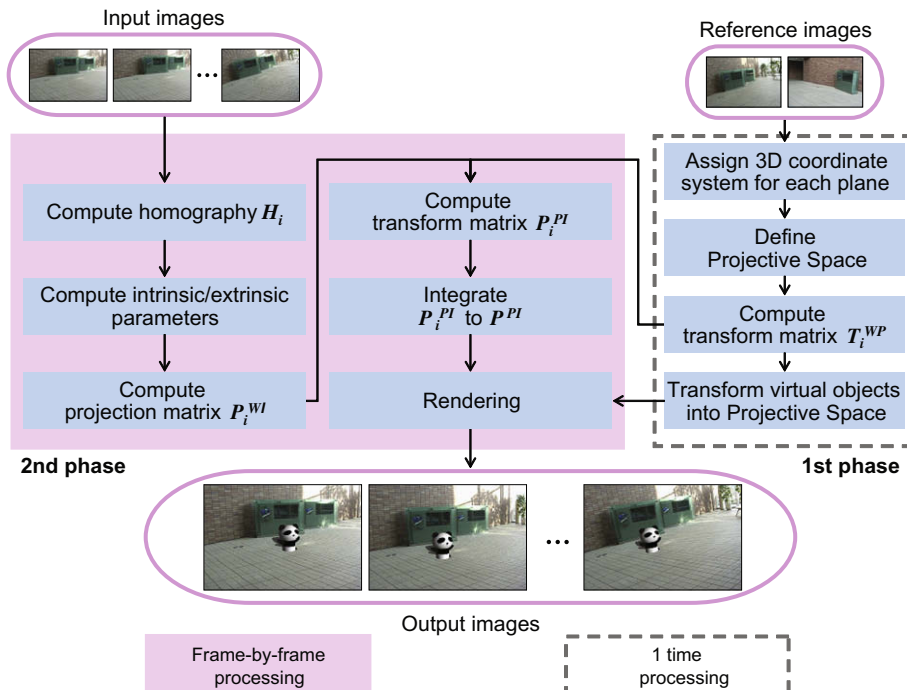 Input images
Reference images
...
Compute homography H_i
Compute intrinsic/extrinsic
parameters
Compute
projection matrix P_i^{WI}
2nd phase
Compute
transform matrix P_i^{PI}
Integrate
P_i^{PI} to P^{PI}
Rendering
Assign 3D coordinate
system for each plane
Define
Projective Space
Compute
transform matrix T_i^{WP}
Transform virtual objects
into Projective Space
1st phase
...
Output images
Frame-by-frame
processing
1 time
processing